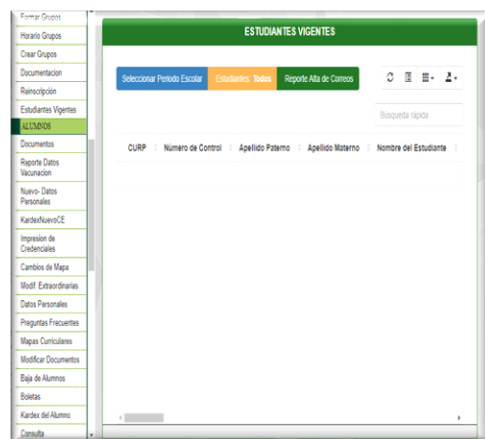 Formar Grupos
Horario Grupos
Crear Grupos
Documentacion
Reinscripción
Estudiantes Vigentes
ALUMNOS
Documentos
Reporte Datos
Vacunacion
Nuevo- Datos
Personales
KardexNuevoCE
Impresion de
Credenciales
Cambios de Mapa
Modif. Extraordinarias
Datos Personales
Preguntas Frecuentes
Mapas Curriculares
Modificar Documentos
Baja de Alumnos
Boletas
Kardex del Alumno
Consulta
ESTUDIANTES VIGENTES
Seleccionar Periodo Escolar Estudiantes: Todos Reporte Alta de Correos
Búsqueda rápida
CURP Número de Control Apellido Paterno Apellido Materno Nombre del Estudiante